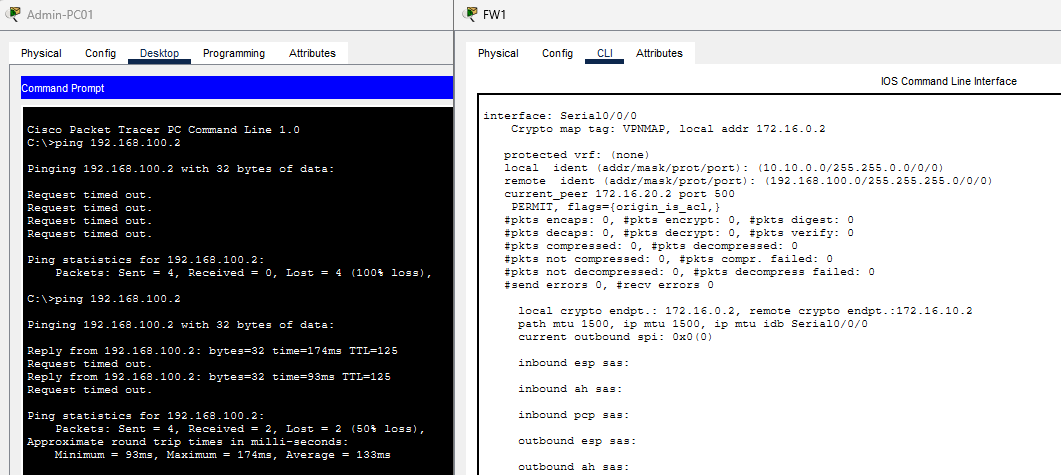 Admin-PC01
Physical Config Desktop Programming Attributes
Command Prompt
Cisco Packet Tracer PC Command Line 1.0
C:\>ping 192.168.100.2
Pinging 192.168.100.2 with 32 bytes of data:
Request timed out.
Request timed out.
Request timed out.
Request timed out.
Ping statistics for 192.168.100.2:
Packets: Sent = 4, Received = 0, Lost = 4 (100% loss),
C:\>ping 192.168.100.2
Pinging 192.168.100.2 with 32 bytes of data:
Reply from 192.168.100.2: bytes=32 time=174ms TTL=125
Request timed out.
Reply from 192.168.100.2: bytes=32 time=93ms TTL=125
Request timed out.
Ping statistics for 192.168.100.2:
Packets: Sent = 4, Received = 2, Lost = 2 (50% loss),
Approximate round trip times in milli-seconds:
Minimum = 93ms, Maximum = 174ms, Average = 133ms
FW1
Physical Config CLI Attributes
IOS Command Line Interface
interface: Serial0/0/0
Crypto map tag: VPNMAP, local addr 172.16.0.2
protected vrf: (none)
local ident (addr/mask/prot/port): (10.10.0.0/255.255.0.0/0/0)
remote ident (addr/mask/prot/port): (192.168.100.0/255.255.255.0/0/0)
current_peer 172.16.20.2 port 500
PERMIT, flags={origin_is_acl,}
#pkts encaps: 0, #pkts encrypt: 0, #pkts digest: 0
#pkts decaps: 0, #pkts decrypt: 0, #pkts verify: 0
#pkts compressed: 0, #pkts decompressed: 0
#pkts not compressed: 0, #pkts compr. failed: 0
#pkts not decompressed: 0, #pkts decompress failed: 0
#send errors 0, #recv errors 0
local crypto endpt.: 172.16.0.2, remote crypto endpt.:172.16.10.2
path mtu 1500, ip mtu 1500, ip mtu idb Serial0/0/0
current outbound spi: 0x0(0)
inbound esp sas:
inbound ah sas:
inbound pcp sas:
outbound esp sas:
outbound ah sas: